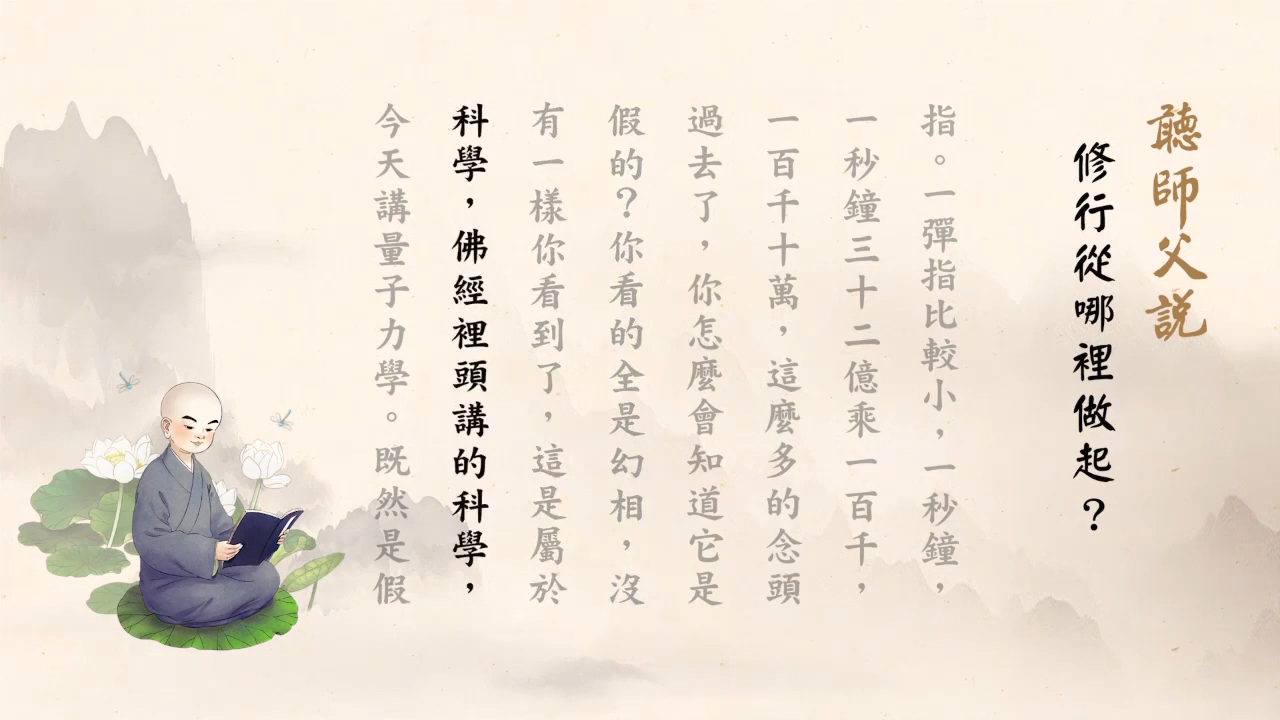 聽師父說
修行從哪裡做起？
指。一彈指比較小，一秒鐘，
一秒鐘三十二億乘一百千，
一百千十萬，這麼多的念頭
過去了，你怎麼會知道它是
假的？你看的全是幻相，沒
有一樣你看到了，這是屬於
科學，佛經裡頭講的科學，
今天講量子力學。既然是假